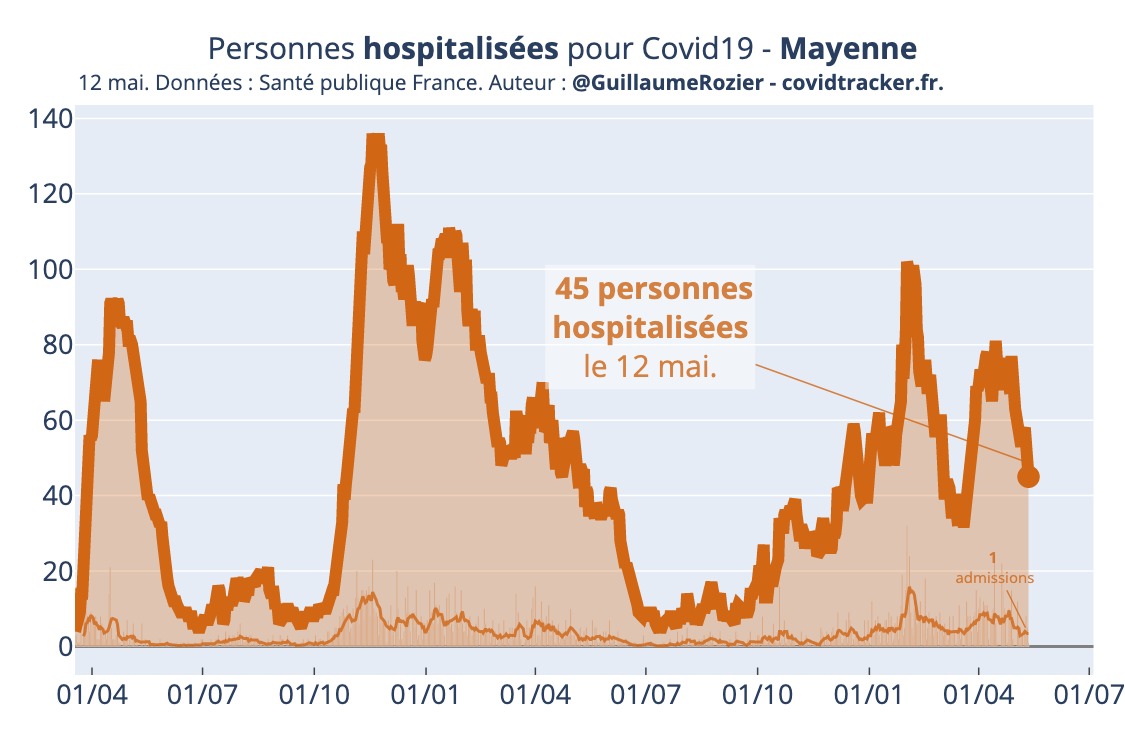 Personnes hospitalisées pour Covid19 - Mayenne
12 mai. Données : Santé publique France. Auteur : @GuillaumeRozier - covidtracker.fr.
140
120
100
80
60
40
20
0
45 personnes
hospitalisées
le 12 mai.
1
admissions
01/04 01/07 01/10 01/01 01/04 01/07 01/10 01/01 01/04 01/07